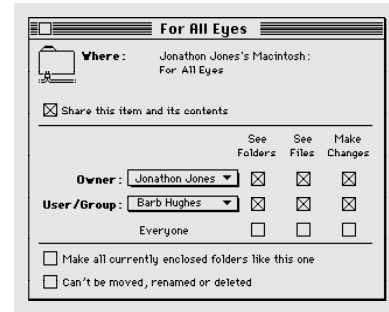 For All Eyes
Where: Jonathon Jones's Macintosh:
For All Eyes
Share this item and its contents
See See Make
Folders Files Changes
Owner: Jonathon Jones
User/Group: Barb Hughes
Everyone
Make all currently enclosed folders like this one
Can't be moved, renamed or deleted